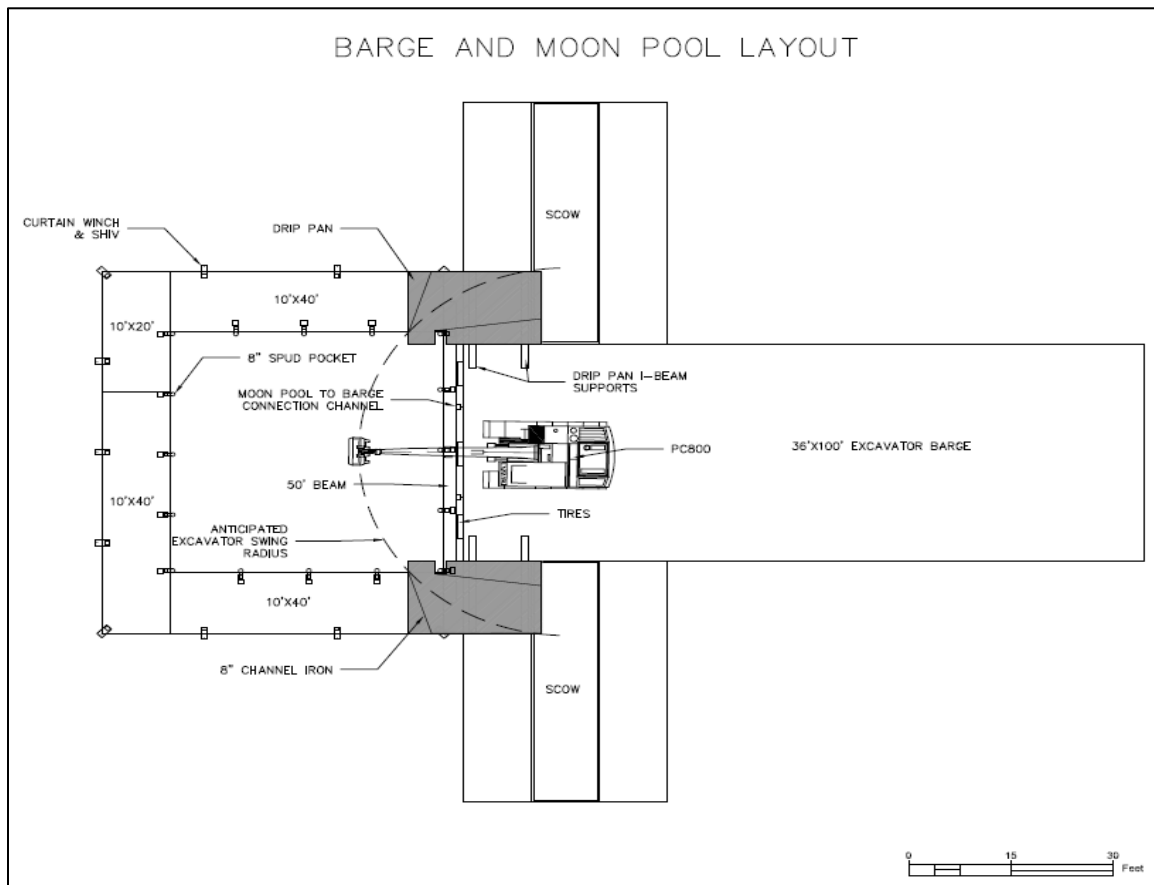 BARGE AND MOON POOL LAYOUT
SCOW
CURTAIN WINCH
& SHIV
DRIP PAN
10'X40'
10'X20'
8" SPUD POCKET
DRIP PAN I-BEAM
SUPPORTS
MOON POOL TO BARGE
CONNECTION CHANNEL
36'X100' EXCAVATOR BARGE
PC800
50' BEAM
10'X40'
TIRES
ANTICIPATED
EXCAVATOR SWING
RADIUS
10'X40'
8" CHANNEL IRON
SCOW
0 15 30
Feet